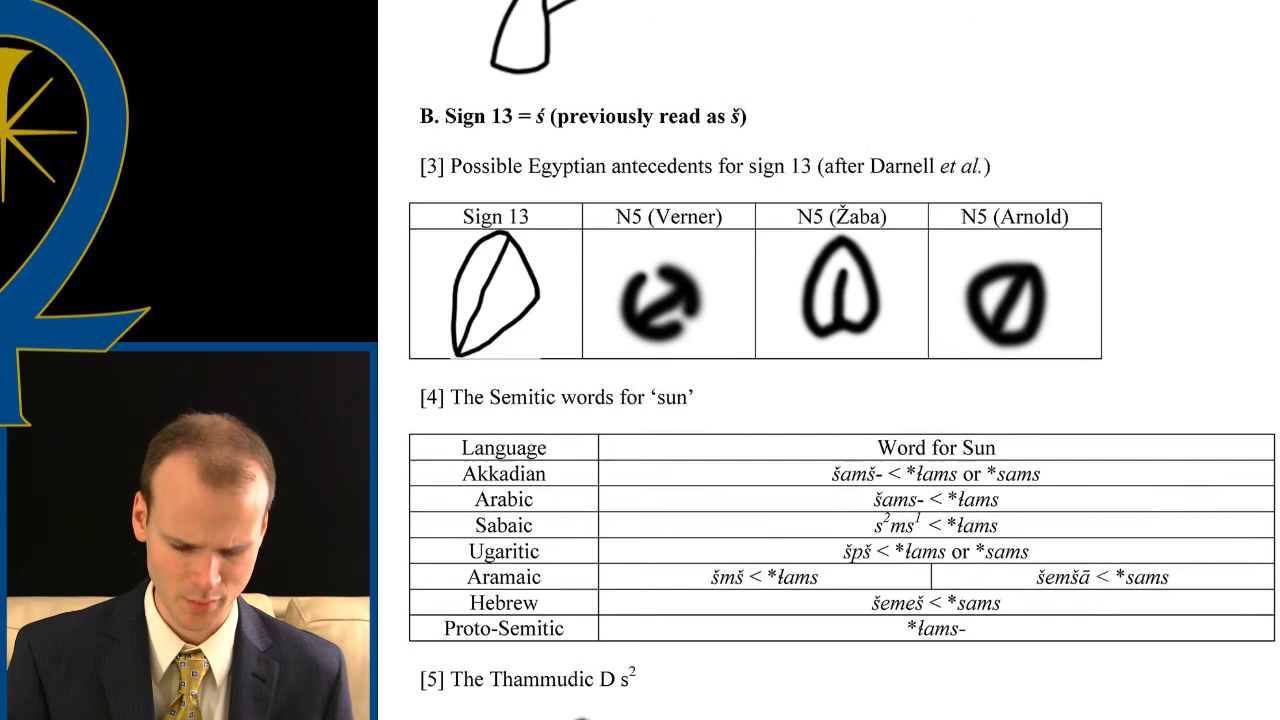 B. Sign 13 = ś (previously read as š)
[3] Possible Egyptian antecedents for sign 13 (after Darnell et al.)
Sign 13 N5 (Verner) N5 (Žaba) N5 (Arnold)
[4] The Semitic words for ‘sun’
Language Word for Sun
Akkadian šamš- < *łams or *sams
Arabic šams- < *łams
Sabaic s²ms¹ < *łams
Ugaritic špš < *łams or *sams
Aramaic šmš < *łams šemšā < *sams
Hebrew šemeš < *sams
Proto-Semitic *łams-
[5] The Thammudic D s²